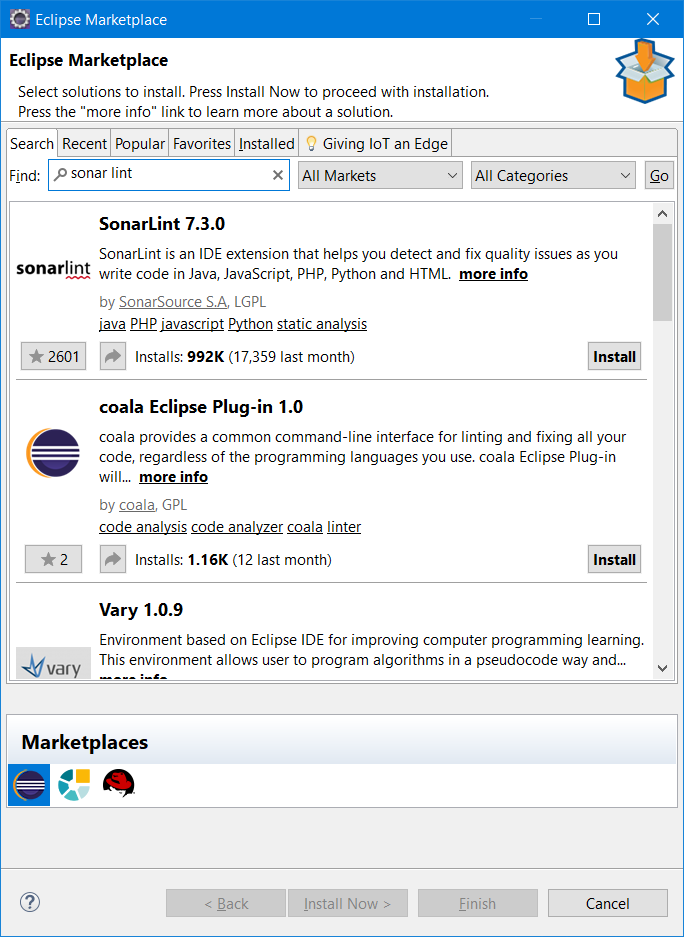 Eclipse Marketplace
Eclipse Marketplace
Select solutions to install. Press Install Now to proceed with installation.
Press the "more info" link to learn more about a solution.
Search Recent Popular Favorites Installed Giving IoT an Edge
Find: sonar lint All Markets All Categories Go
SonarLint 7.3.0
SonarLint is an IDE extension that helps you detect and fix quality issues as you
sonarlint write code in Java, JavaScript, PHP, Python and HTML. more info
by SonarSource S.A, LGPL
java PHP javascript Python static analysis
2601 Installs: 992K (17,359 last month) Install
coala Eclipse Plug-in 1.0
coala provides a common command-line interface for linting and fixing all your
code, regardless of the programming languages you use. coala Eclipse Plug-in
will... more info
by coala, GPL
code analysis code analyzer coala linter
2 Installs: 1.16K (12 last month) Install
Vary 1.0.9
Environment based on Eclipse IDE for improving computer programming learning.
vary This environment allows user to program algorithms in a pseudocode way and...
more info
Marketplaces
? < Back Install Now > Finish Cancel